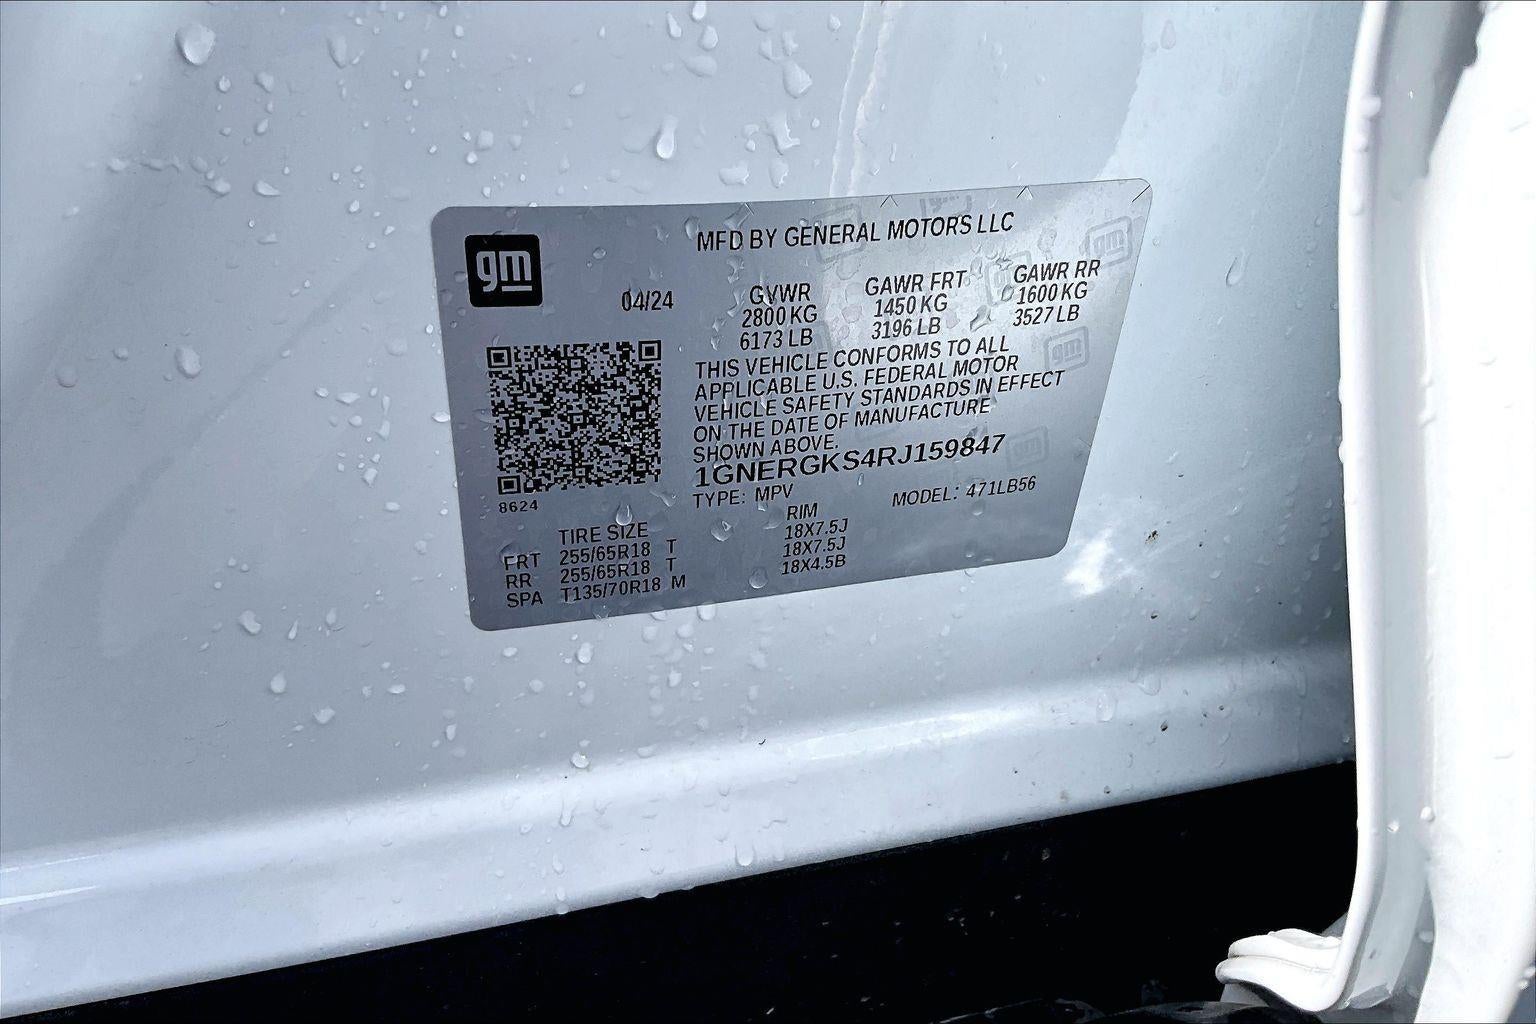 gm
MFD BY GENERAL MOTORS LLC
04/24
GVWR GAWR FRT GAWR RR
2800 KG 1450 KG 1600 KG
6173 LB 3196 LB 3527 LB
THIS VEHICLE CONFORMS TO ALL
APPLICABLE U.S. FEDERAL MOTOR
VEHICLE SAFETY STANDARDS IN EFFECT
ON THE DATE OF MANUFACTURE
SHOWN ABOVE.
1GNERGKS4RJ159847
TYPE: MPV MODEL: 471LB56
8624
TIRE SIZE RIM
FRT 255/65R18 T 18X7.5J
RR 255/65R18 T 18X7.5J
SPA T135/70R18 M 18X4.5B